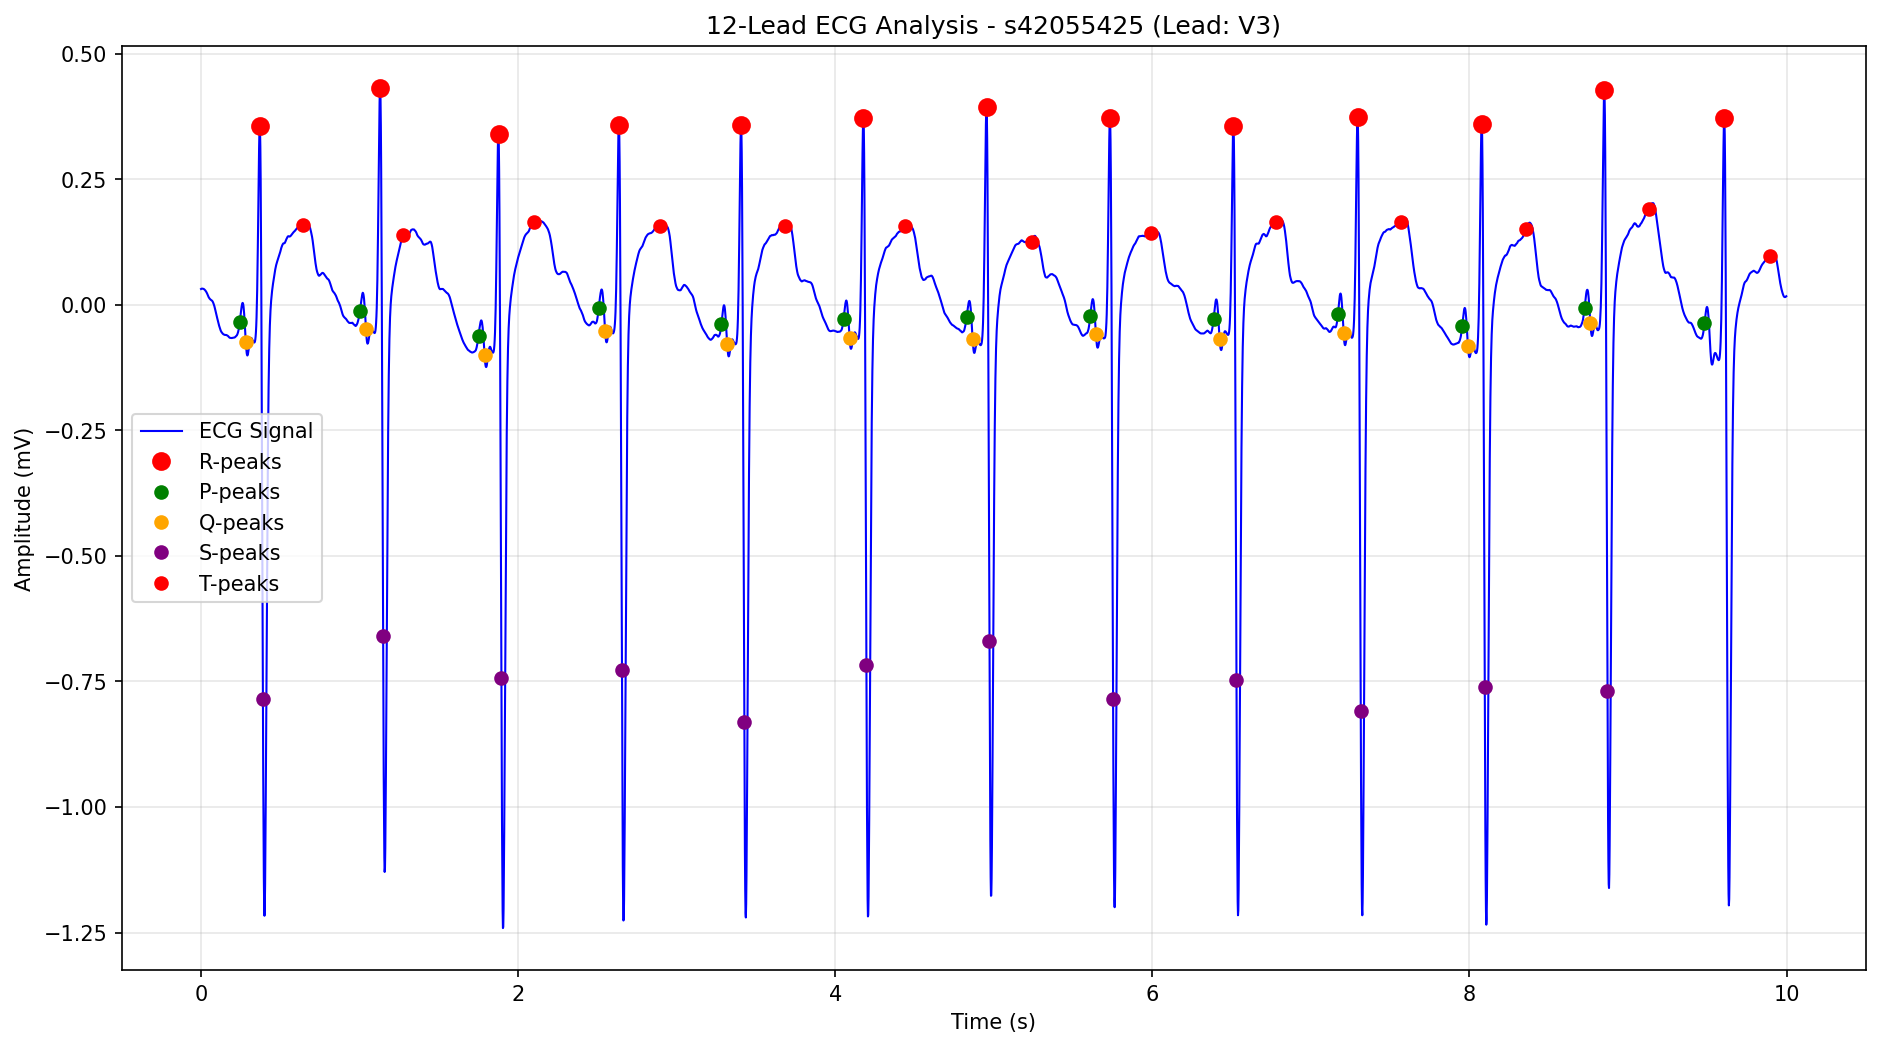 12-Lead ECG Analysis - s42055425 (Lead: V3)
Amplitude (mV)
0.50
0.25
0.00
−0.25
−0.50
−0.75
−1.00
−1.25
ECG Signal
R-peaks
P-peaks
Q-peaks
S-peaks
T-peaks
0 2 4 6 8 10
Time (s)